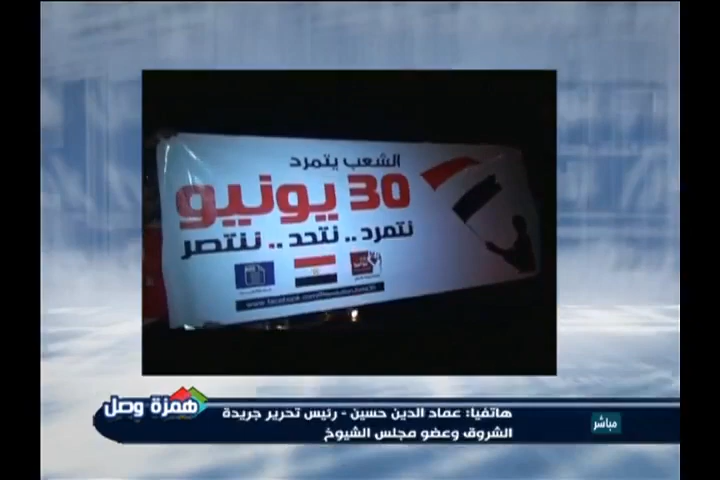 الشعب يتمرد
30 يونيو
نتمرد .. نتحد .. ننتصر
همزة وصل
هاتفيا: عماد الدين حسين - رئيس تحرير جريدة
الشروق وعضو مجلس الشيوخ
مباشر